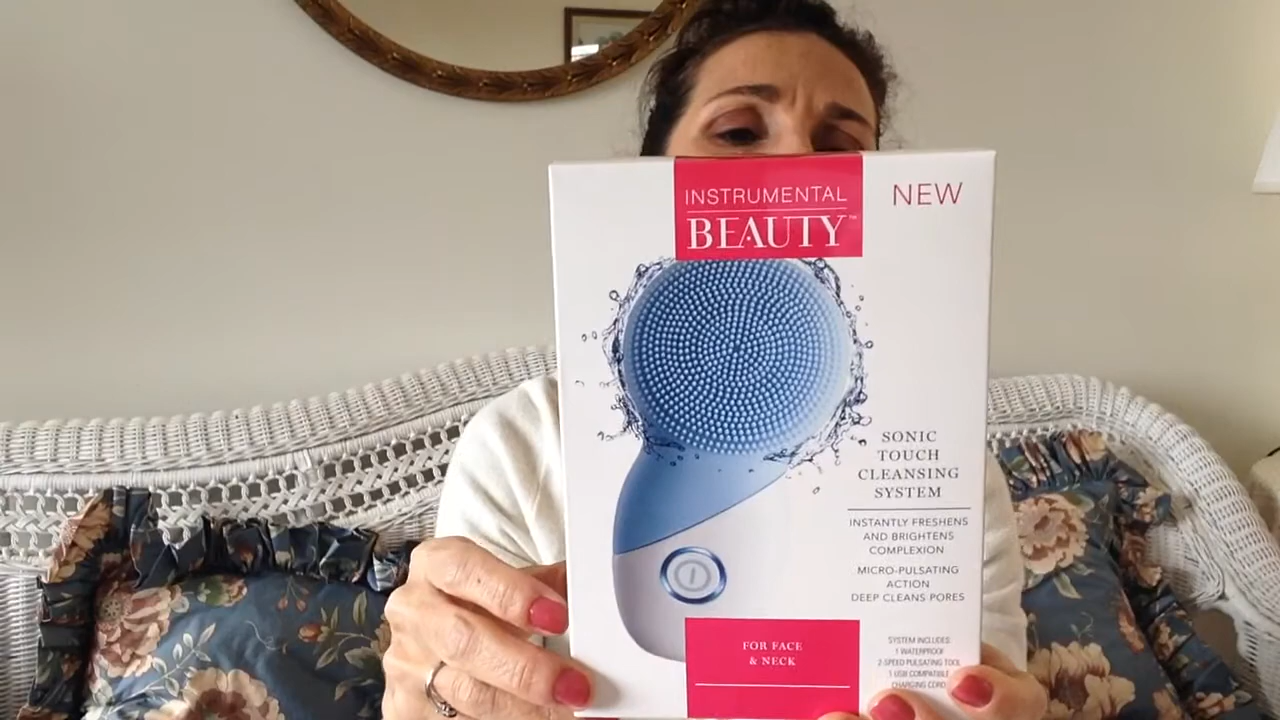 INSTRUMENTAL
BEAUTY™
NEW
SONIC
TOUCH
CLEANSING
SYSTEM
INSTANTLY FRESHENS
AND BRIGHTENS
COMPLEXION
MICRO-PULSATING
ACTION
DEEP CLEANS PORES
FOR FACE
& NECK
SYSTEM INCLUDES
1 WATERPROOF
2-SPEED PULSATING TOOL
1 USB COMPATIBLE
CHARGING CORD